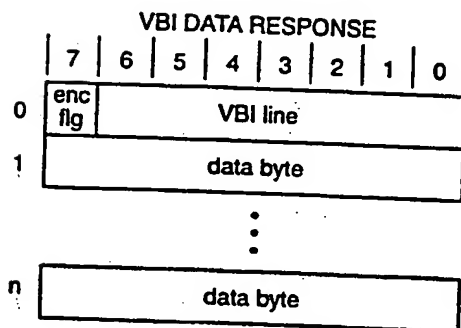 VBI DATA RESPONSE
7 6 5 4 3 2 1 0
0 enc flg VBI line
1 data byte
n data byte